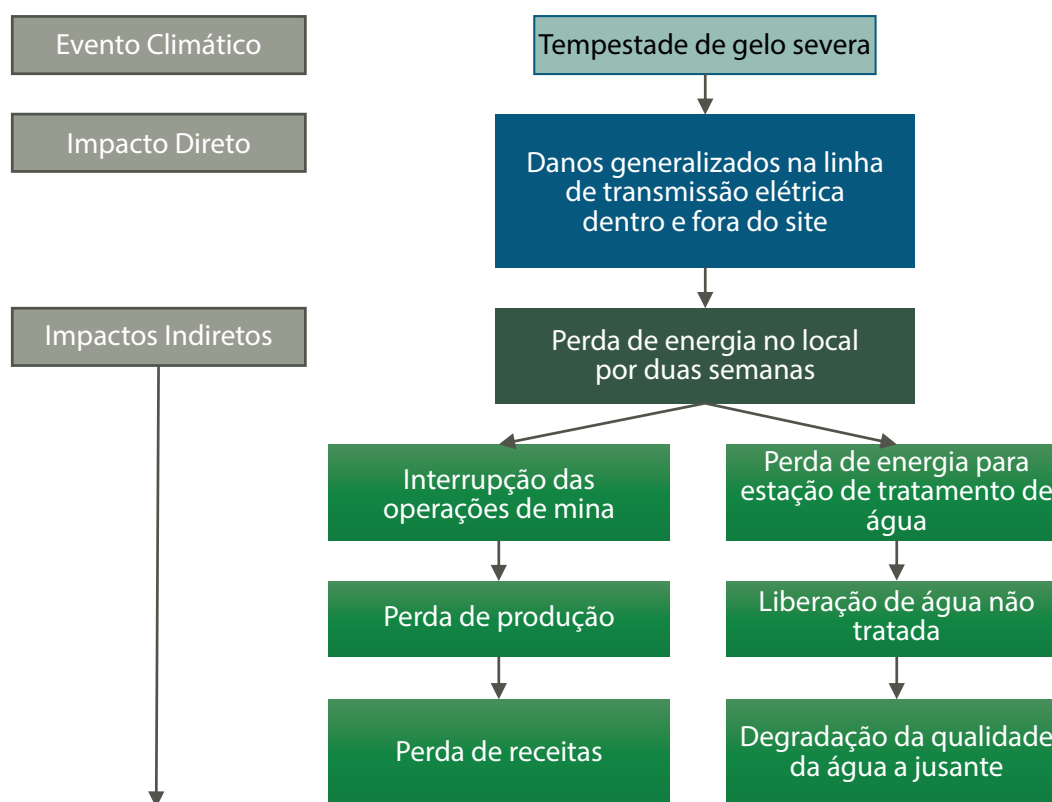 Evento Climático
Tempestade de gelo severa
Impacto Direto
Danos generalizados na linha
de transmissão elétrica
dentro e fora do site
Impactos Indiretos
Perda de energia no local
por duas semanas
Interrupção das
operações de mina
Perda de energia para
estação de tratamento de
água
Perda de produção
Liberação de água não
tratada
Perda de receitas
Degradação da qualidade
da água a jusante